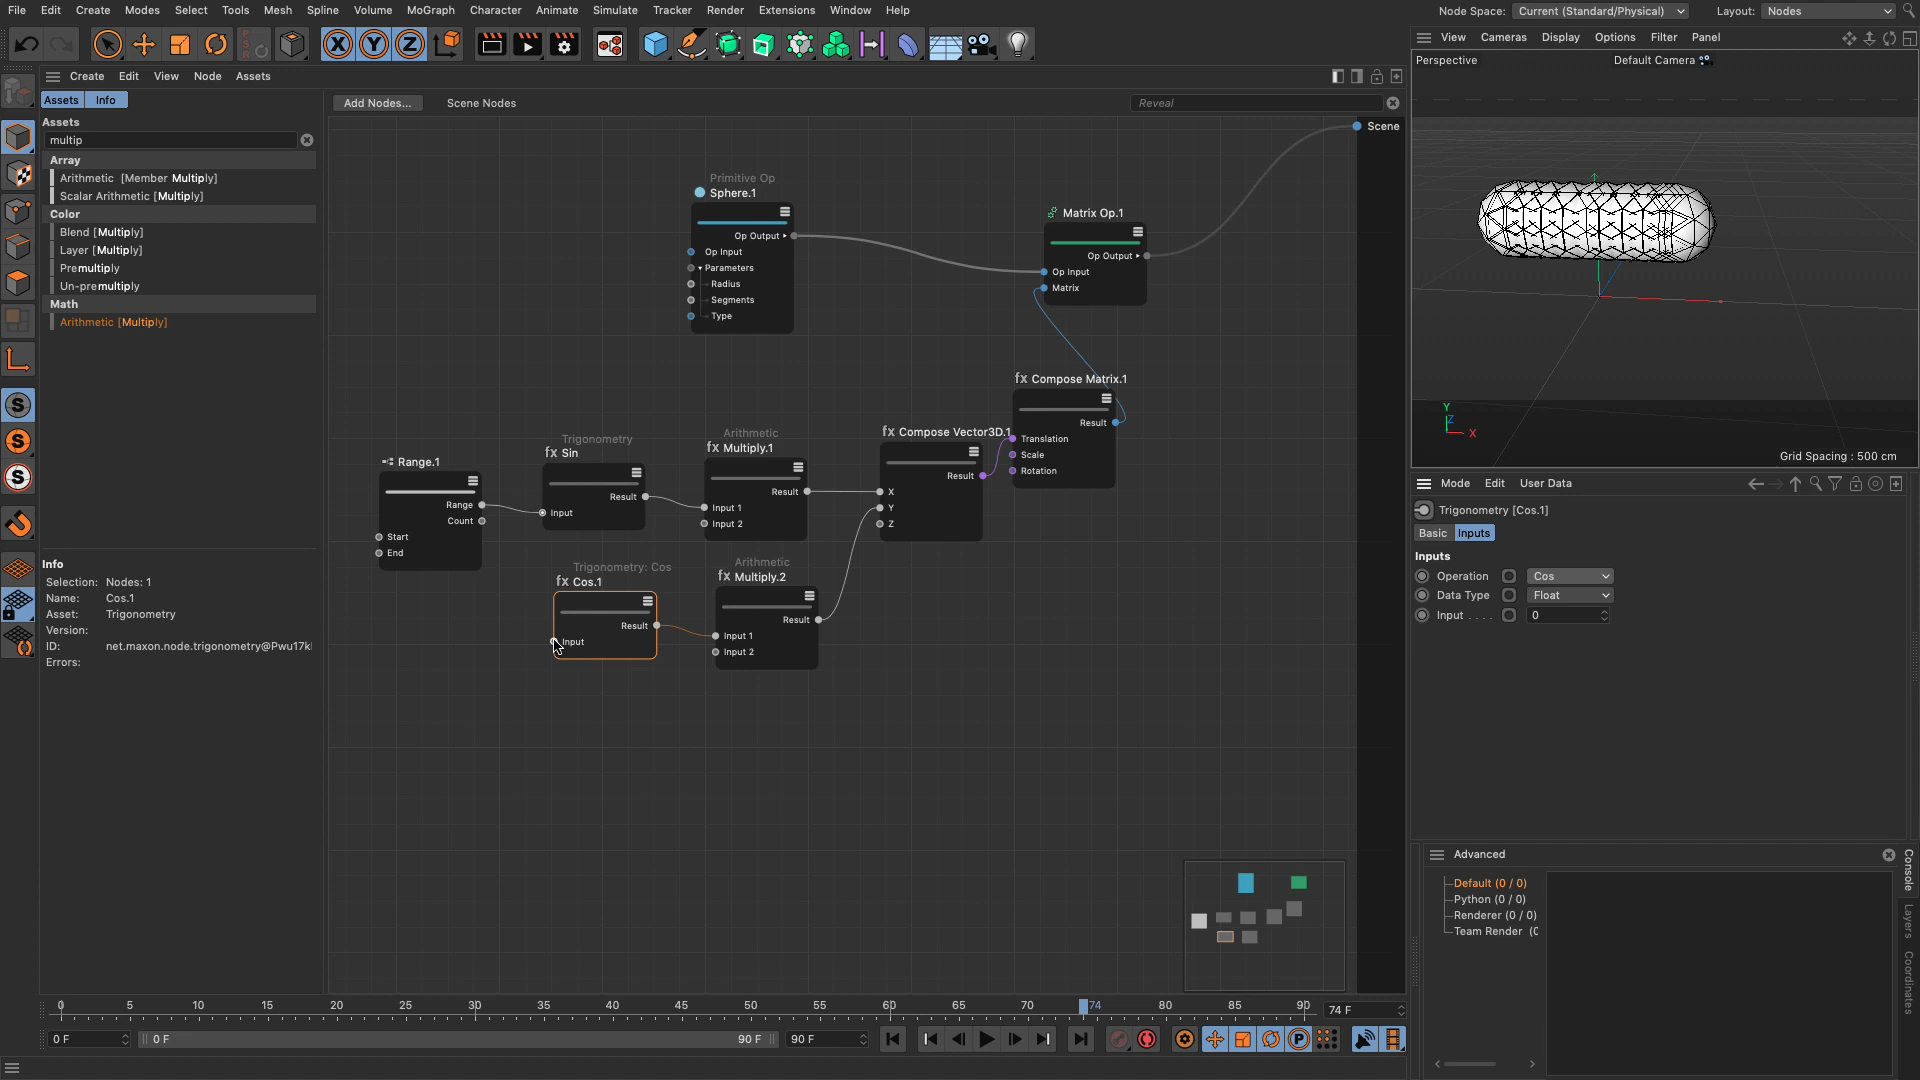 File Edit Create Modes Select Tools Mesh Spline Volume MoGraph Character Animate Simulate Tracker Render Extensions Window Help
Node Space: Current (Standard/Physical) Layout: Nodes
X Y Z
View Cameras Display Options Filter Panel
Perspective Default Camera
Create Edit View Node Assets
Assets Info
Add Nodes... Scene Nodes Reveal
Assets
multip
Array
Arithmetic [Member Multiply]
Scalar Arithmetic [Multiply]
Color
Blend [Multiply]
Layer [Multiply]
Premultiply
Un-premultiply
Math
Arithmetic [Multiply]
Info
Selection: Nodes: 1
Name: Cos.1
Asset: Trigonometry
Version:
ID: net.maxon.node.trigonometry@Pwu17k
Errors:
Scene
Primitive Op
Sphere.1
Op Output
Op Input
Parameters
Radius
Segments
Type
Matrix Op.1
Op Output
Op Input
Matrix
fx Compose Matrix.1
Result
Translation
Scale
Rotation
Range.1
Range
Count
Start
End
Trigonometry
fx Sin
Result
Input
Arithmetic
fx Multiply.1
Result
Input 1
Input 2
fx Compose Vector3D.1
Result
X
Y
Z
Trigonometry: Cos
fx Cos.1
Result
Input
Arithmetic
fx Multiply.2
Result
Input 1
Input 2
Y
Z
X
Grid Spacing : 500 cm
Mode Edit User Data
Trigonometry [Cos.1]
Basic Inputs
Inputs
Operation Cos
Data Type Float
Input . . . . 0
Advanced
Default (0 / 0)
Python (0 / 0)
Renderer (0 / 0)
Team Render (0
Console
Layers
Coordinates
0 5 10 15 20 25 30 35 40 45 50 55 60 65 70 74 80 85 90
74 F
0 F 0 F 90 F 90 F
P